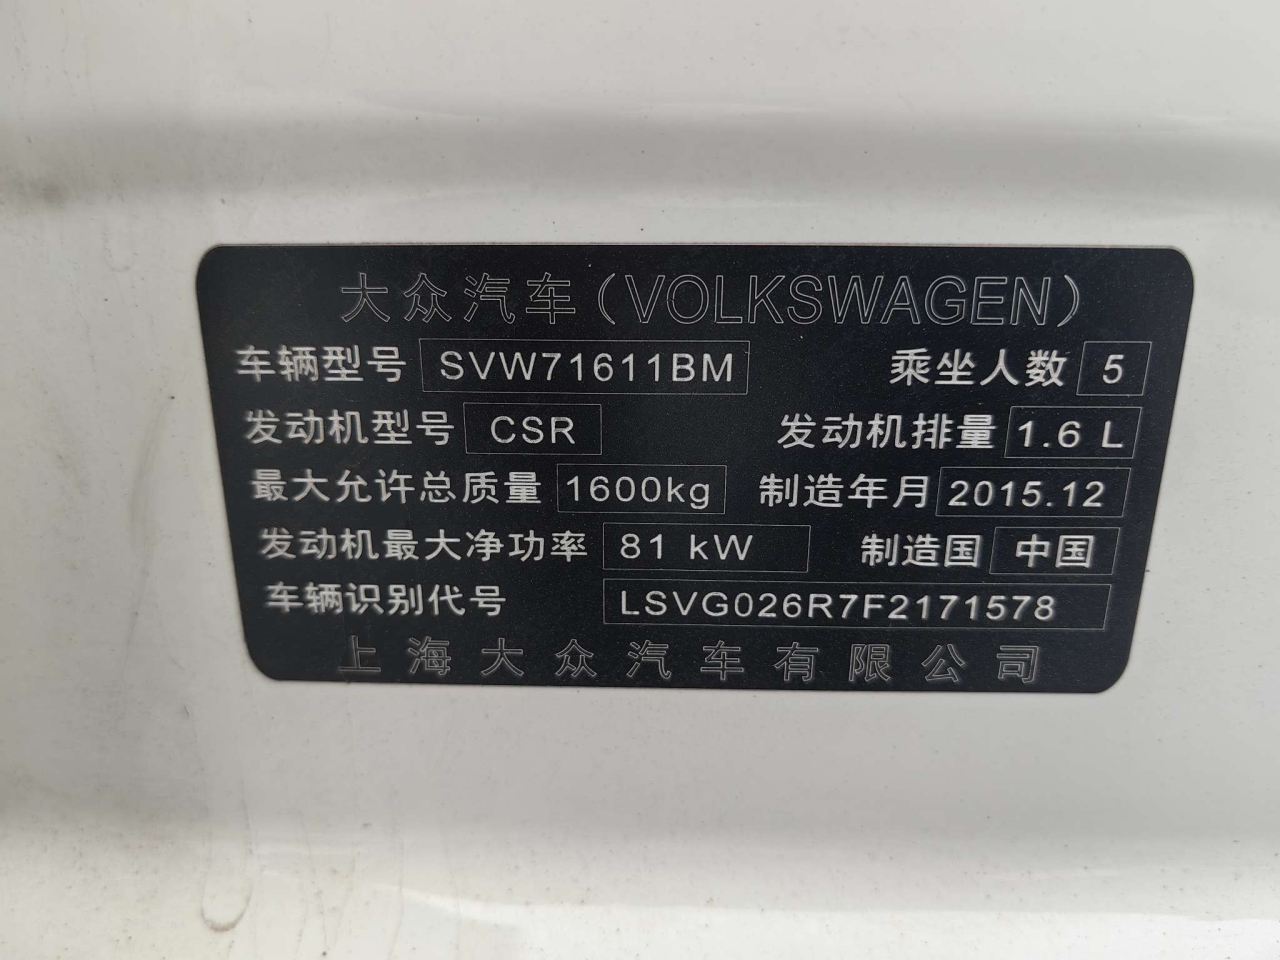 大众汽车(VOLKSWAGEN)
车辆型号 SVW71611BM 乘坐人数 5
发动机型号 CSR 发动机排量 1.6 L
最大允许总质量 1600kg 制造年月 2015.12
发动机最大净功率 81 kW 制造国 中国
车辆识别代号 LSVG026R7F2171578
上海大众汽车有限公司